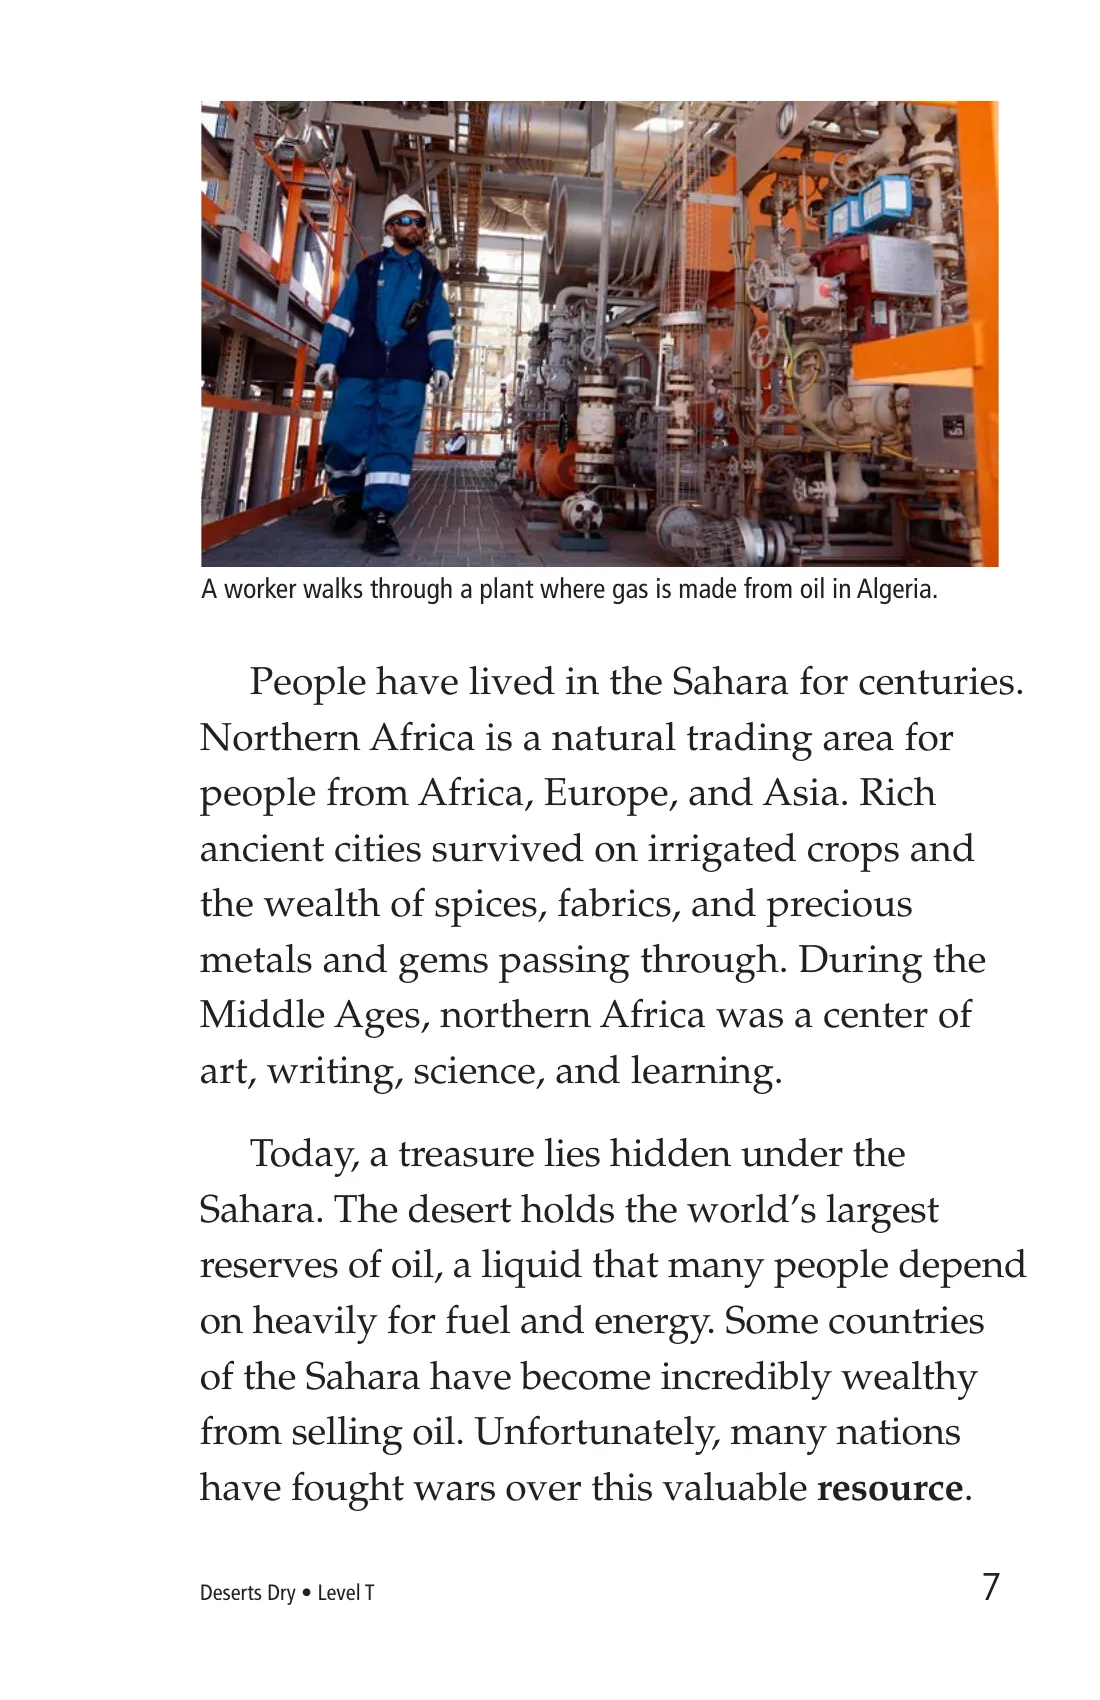 A worker walks through a plant where gas is made from oil in Algeria.
People have lived in the Sahara for centuries.
Northern Africa is a natural trading area for
people from Africa, Europe, and Asia. Rich
ancient cities survived on irrigated crops and
the wealth of spices, fabrics, and precious
metals and gems passing through. During the
Middle Ages, northern Africa was a center of
art, writing, science, and learning.
Today, a treasure lies hidden under the
Sahara. The desert holds the world’s largest
reserves of oil, a liquid that many people depend
on heavily for fuel and energy. Some countries
of the Sahara have become incredibly wealthy
from selling oil. Unfortunately, many nations
have fought wars over this valuable resource.
Deserts Dry • Level T
7